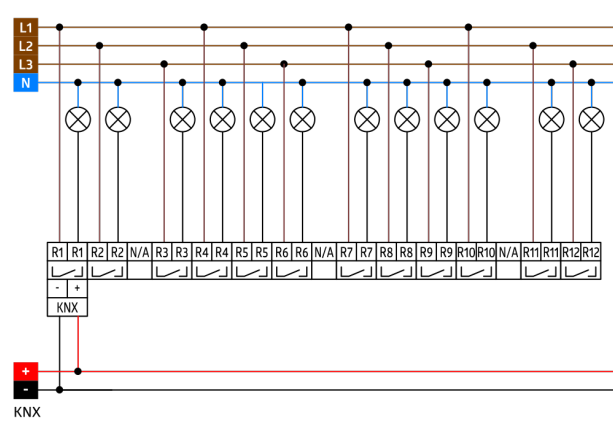 L1
L2
L3
N
R1 R1 R2 R2 N/A R3 R3 R4 R4 R5 R5 R6 R6 N/A R7 R7 R8 R8 R9 R9 R10 R10 N/A R11 R11 R12 R12
- +
KNX
+
-
KNX